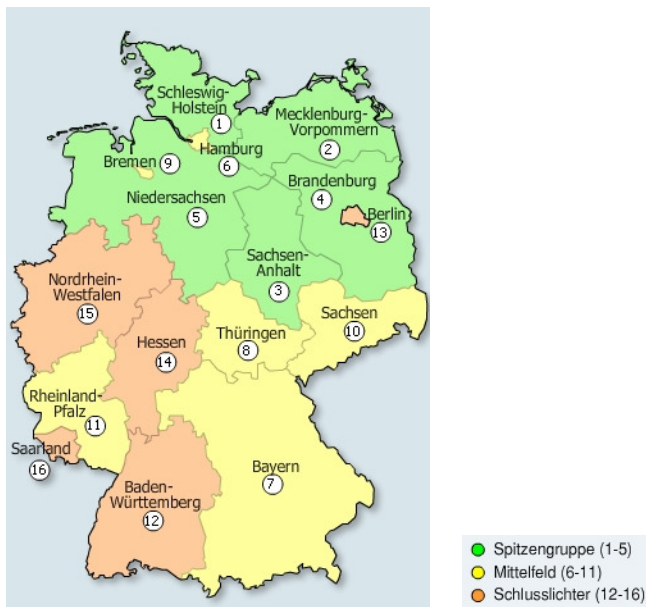 Schleswig-
Holstein
1
Mecklenburg-
Vorpommern
2
Hamburg
6
Bremen 9
Brandenburg
4
Niedersachsen
5
Berlin
13
Sachsen-
Anhalt
3
Nordrhein-
Westfalen
15
Hessen
14
Thüringen
8
Sachsen
10
Rheinland-
Pfalz
11
Saarland
16
Bayern
7
Baden-
Württemberg
12
Spitzengruppe (1-5)
Mittelfeld (6-11)
Schlusslichter (12-16)